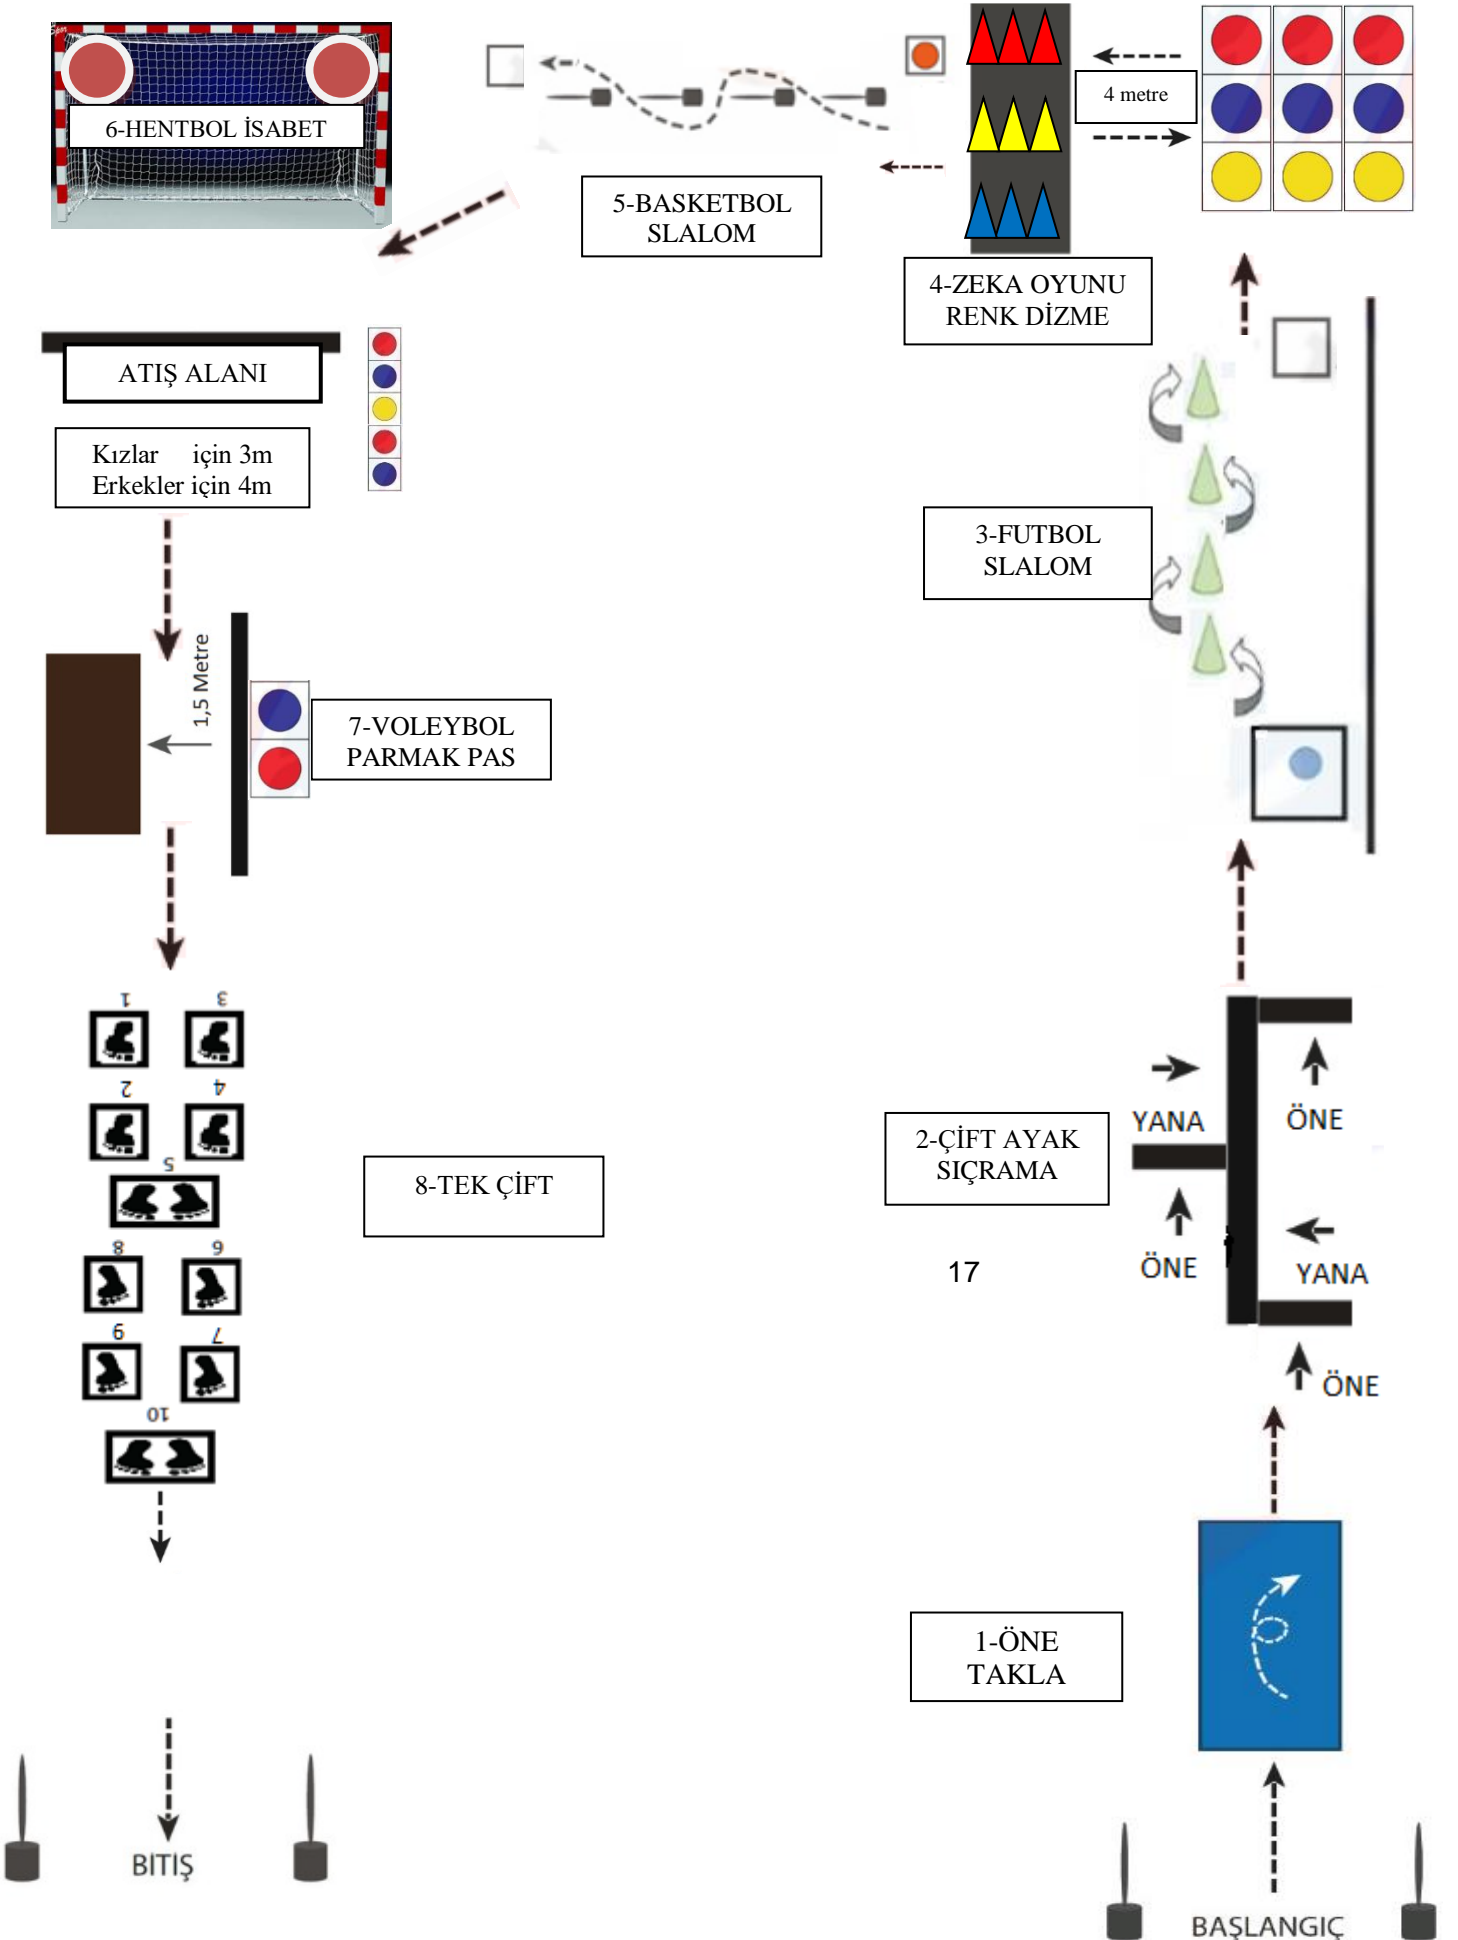 6-HENTBOL İSABET
4 metre
5-BASKETBOL
SLALOM
4-ZEKA OYUNU
RENK DİZME
ATIŞ ALANI
Kızlar için 3m
Erkekler için 4m
3-FUTBOL
SLALOM
1,5 Metre
7-VOLEYBOL
PARMAK PAS
1
3
2
4
5
8
6
9
7
10
8-TEK ÇİFT
YANA
ÖNE
2-ÇİFT AYAK
SIÇRAMA
ÖNE
YANA
17
ÖNE
1-ÖNE
TAKLA
BİTİŞ
BAŞLANGIÇ